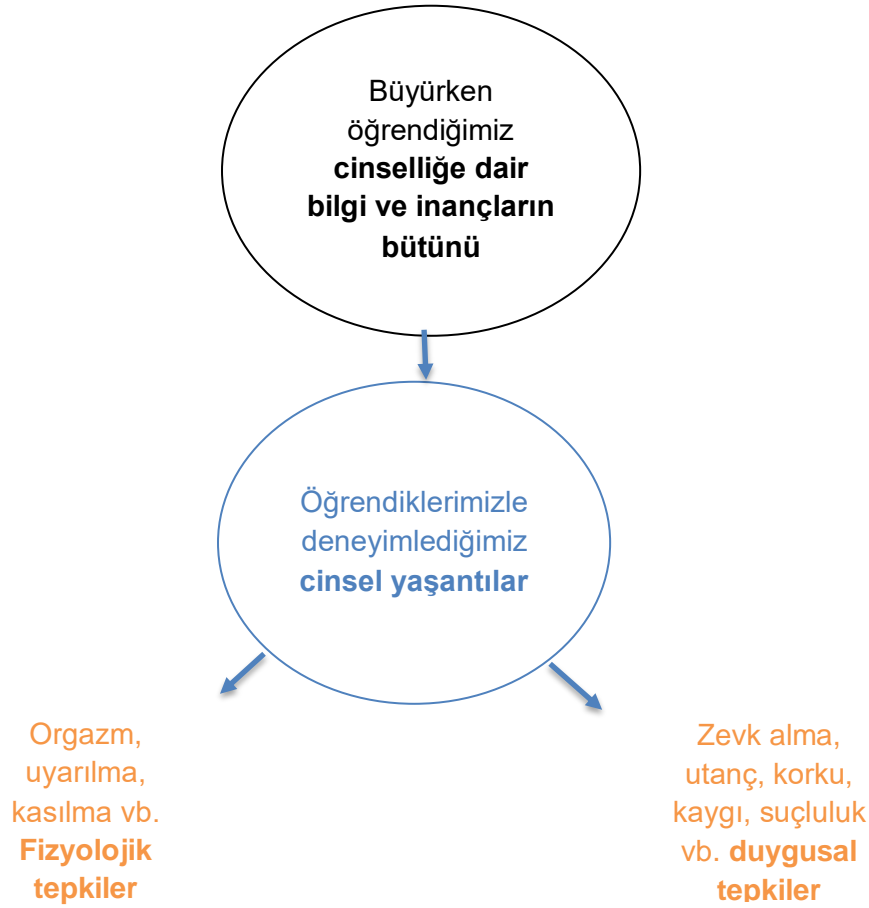 Büyürken
öğrendiğimiz
cinselliğe dair
bilgi ve inançların
bütünü
Öğrendiklerimizle
deneyimlediğimiz
cinsel yaşantılar
Orgazm,
uyarılma,
kasılma vb.
Fizyolojik
tepkiler
Zevk alma,
utanç, korku,
kaygı, suçluluk
vb. duygusal
tepkiler